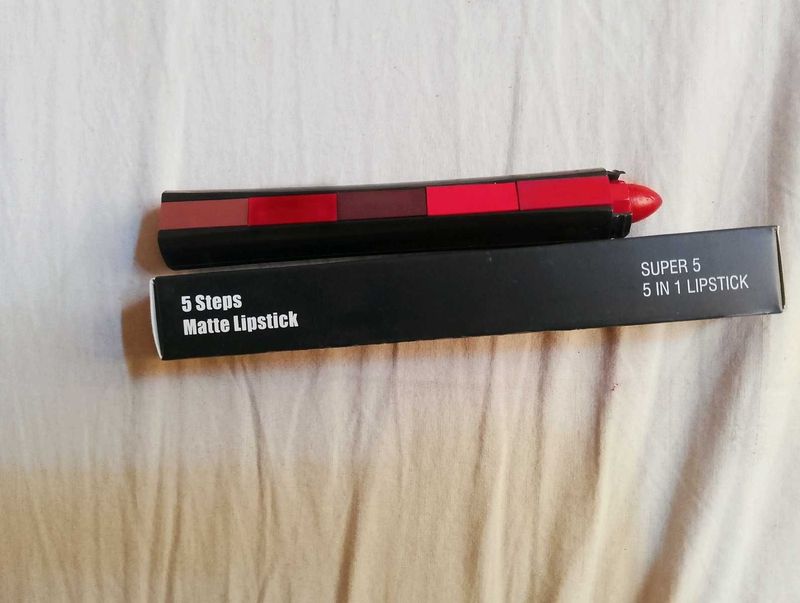 5 Steps
Matte Lipstick
SUPER 5
5 IN 1 LIPSTICK